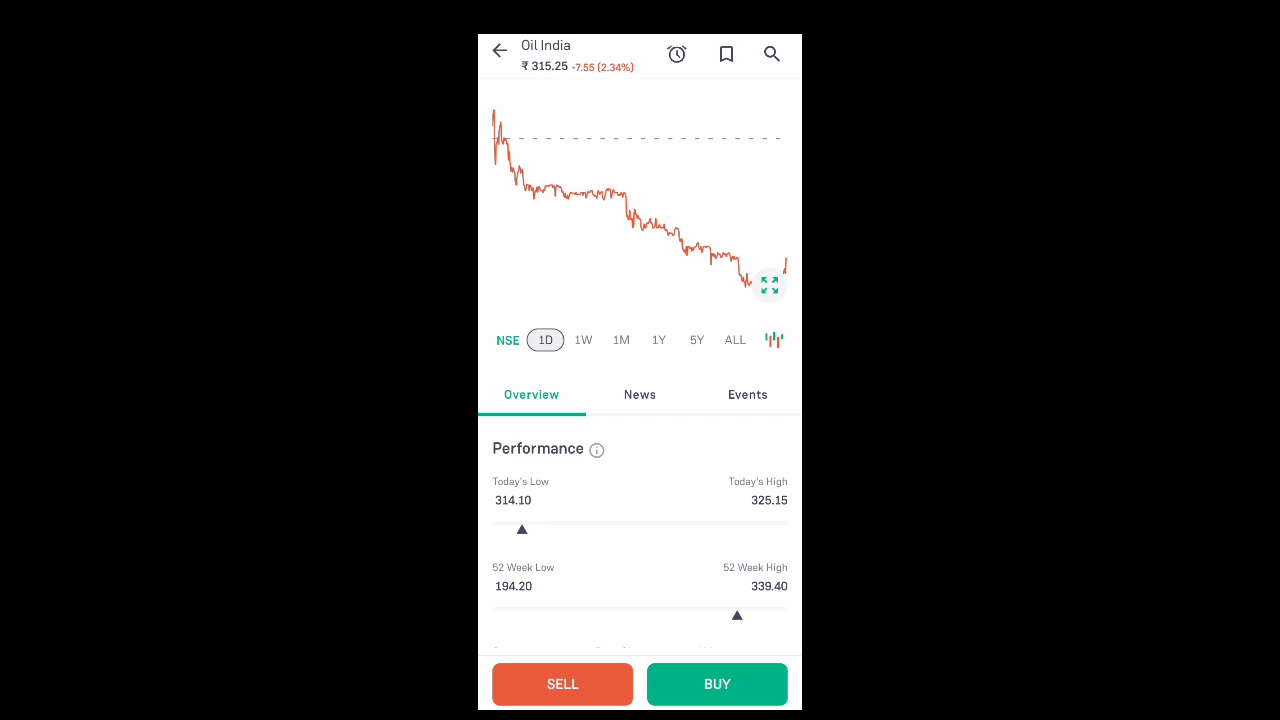 Oil India
₹ 315.25 -7.55 (2.34%)
NSE 1D 1W 1M 1Y 5Y ALL
Overview News Events
Performance
Today's Low Today's High
314.10 325.15
52 Week Low 52 Week High
194.20 339.40
SELL BUY